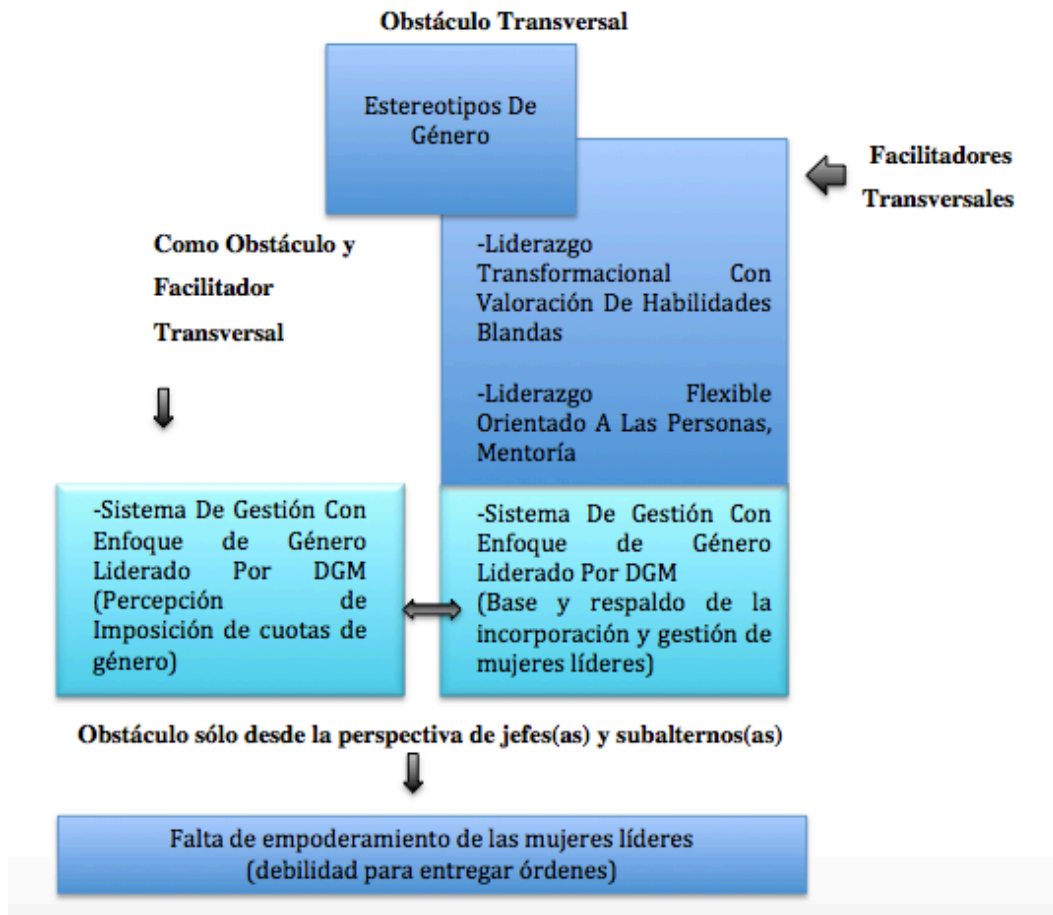 Obstáculo Transversal
Estereotipos De
Género
Facilitadores
Transversales
-Liderazgo
Transformacional Con
Valoración De Habilidades
Blandas
-Liderazgo Flexible
Orientado A Las Personas,
Mentoría
Como Obstáculo y
Facilitador
Transversal
-Sistema De Gestión Con
Enfoque de Género
Liderado Por DGM
(Percepción de
Imposición de cuotas de
género)
-Sistema De Gestión Con
Enfoque de Género
Liderado Por DGM
(Base y respaldo de la
incorporación y gestión de
mujeres líderes)
Obstáculo sólo desde la perspectiva de jefes(as) y subalternos(as)
Falta de empoderamiento de las mujeres líderes
(debilidad para entregar órdenes)